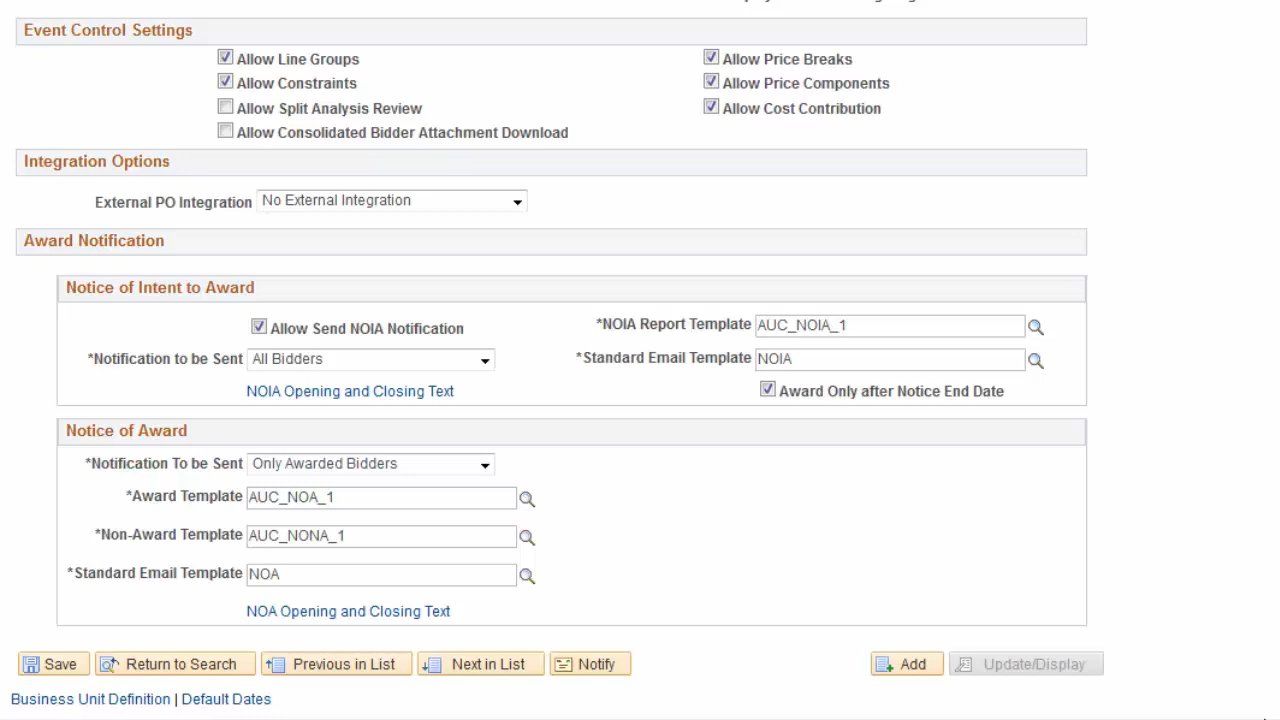 Event Control Settings
Allow Line Groups
Allow Price Breaks
Allow Constraints
Allow Price Components
Allow Split Analysis Review
Allow Cost Contribution
Allow Consolidated Bidder Attachment Download
Integration Options
External PO Integration No External Integration
Award Notification
Notice of Intent to Award
Allow Send NOIA Notification
*NOIA Report Template AUC_NOIA_1
*Notification to be Sent All Bidders
*Standard Email Template NOIA
NOIA Opening and Closing Text
Award Only after Notice End Date
Notice of Award
*Notification To be Sent Only Awarded Bidders
*Award Template AUC_NOA_1
*Non-Award Template AUC_NONA_1
*Standard Email Template NOA
NOA Opening and Closing Text
Save Return to Search Previous in List Next in List Notify Add Update/Display
Business Unit Definition | Default Dates